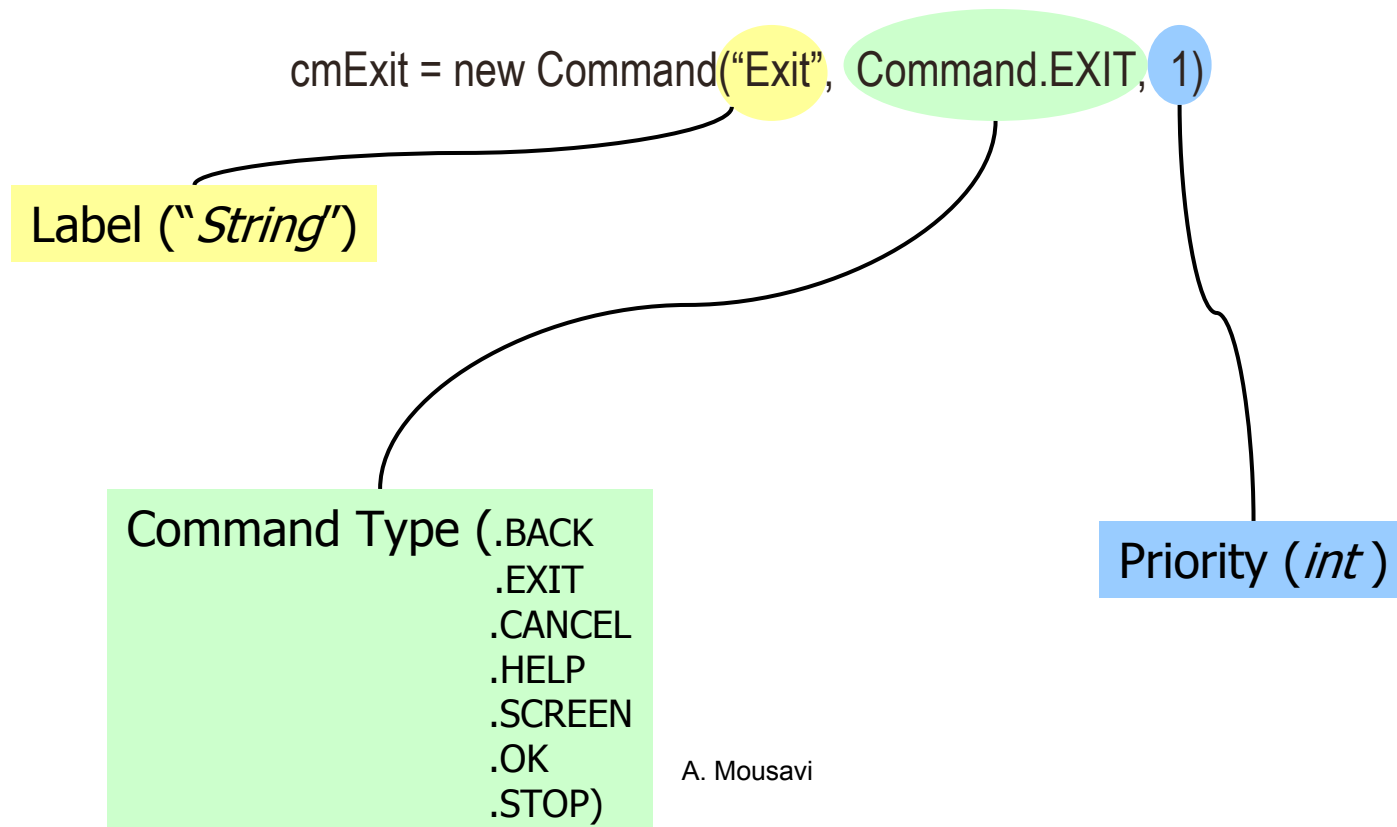 cmExit = new Command(“Exit”, Command.EXIT, 1)
Label (“String”)
Command Type (.BACK
.EXIT
.CANCEL
.HELP
.SCREEN
.OK
.STOP)
Priority (int )
A. Mousavi